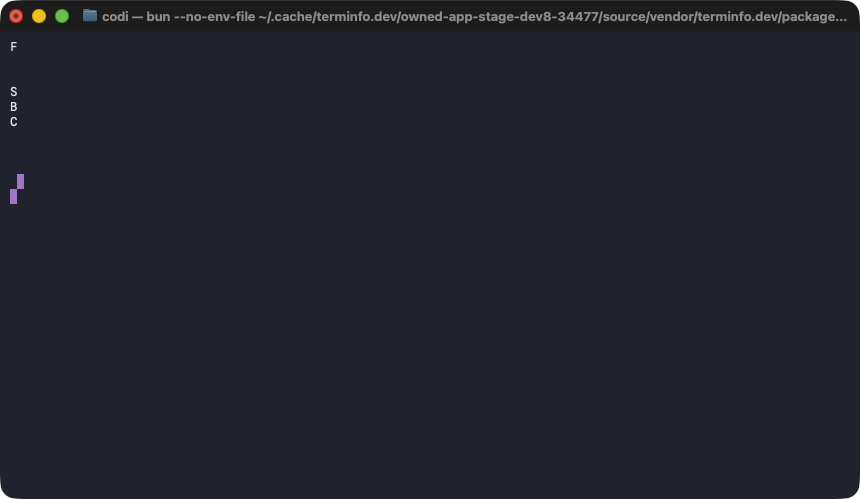 codi — bun --no-env-file ~/.cache/terminfo.dev/owned-app-stage-dev8-34477/source/vendor/terminfo.dev/package...
F
S
B
C